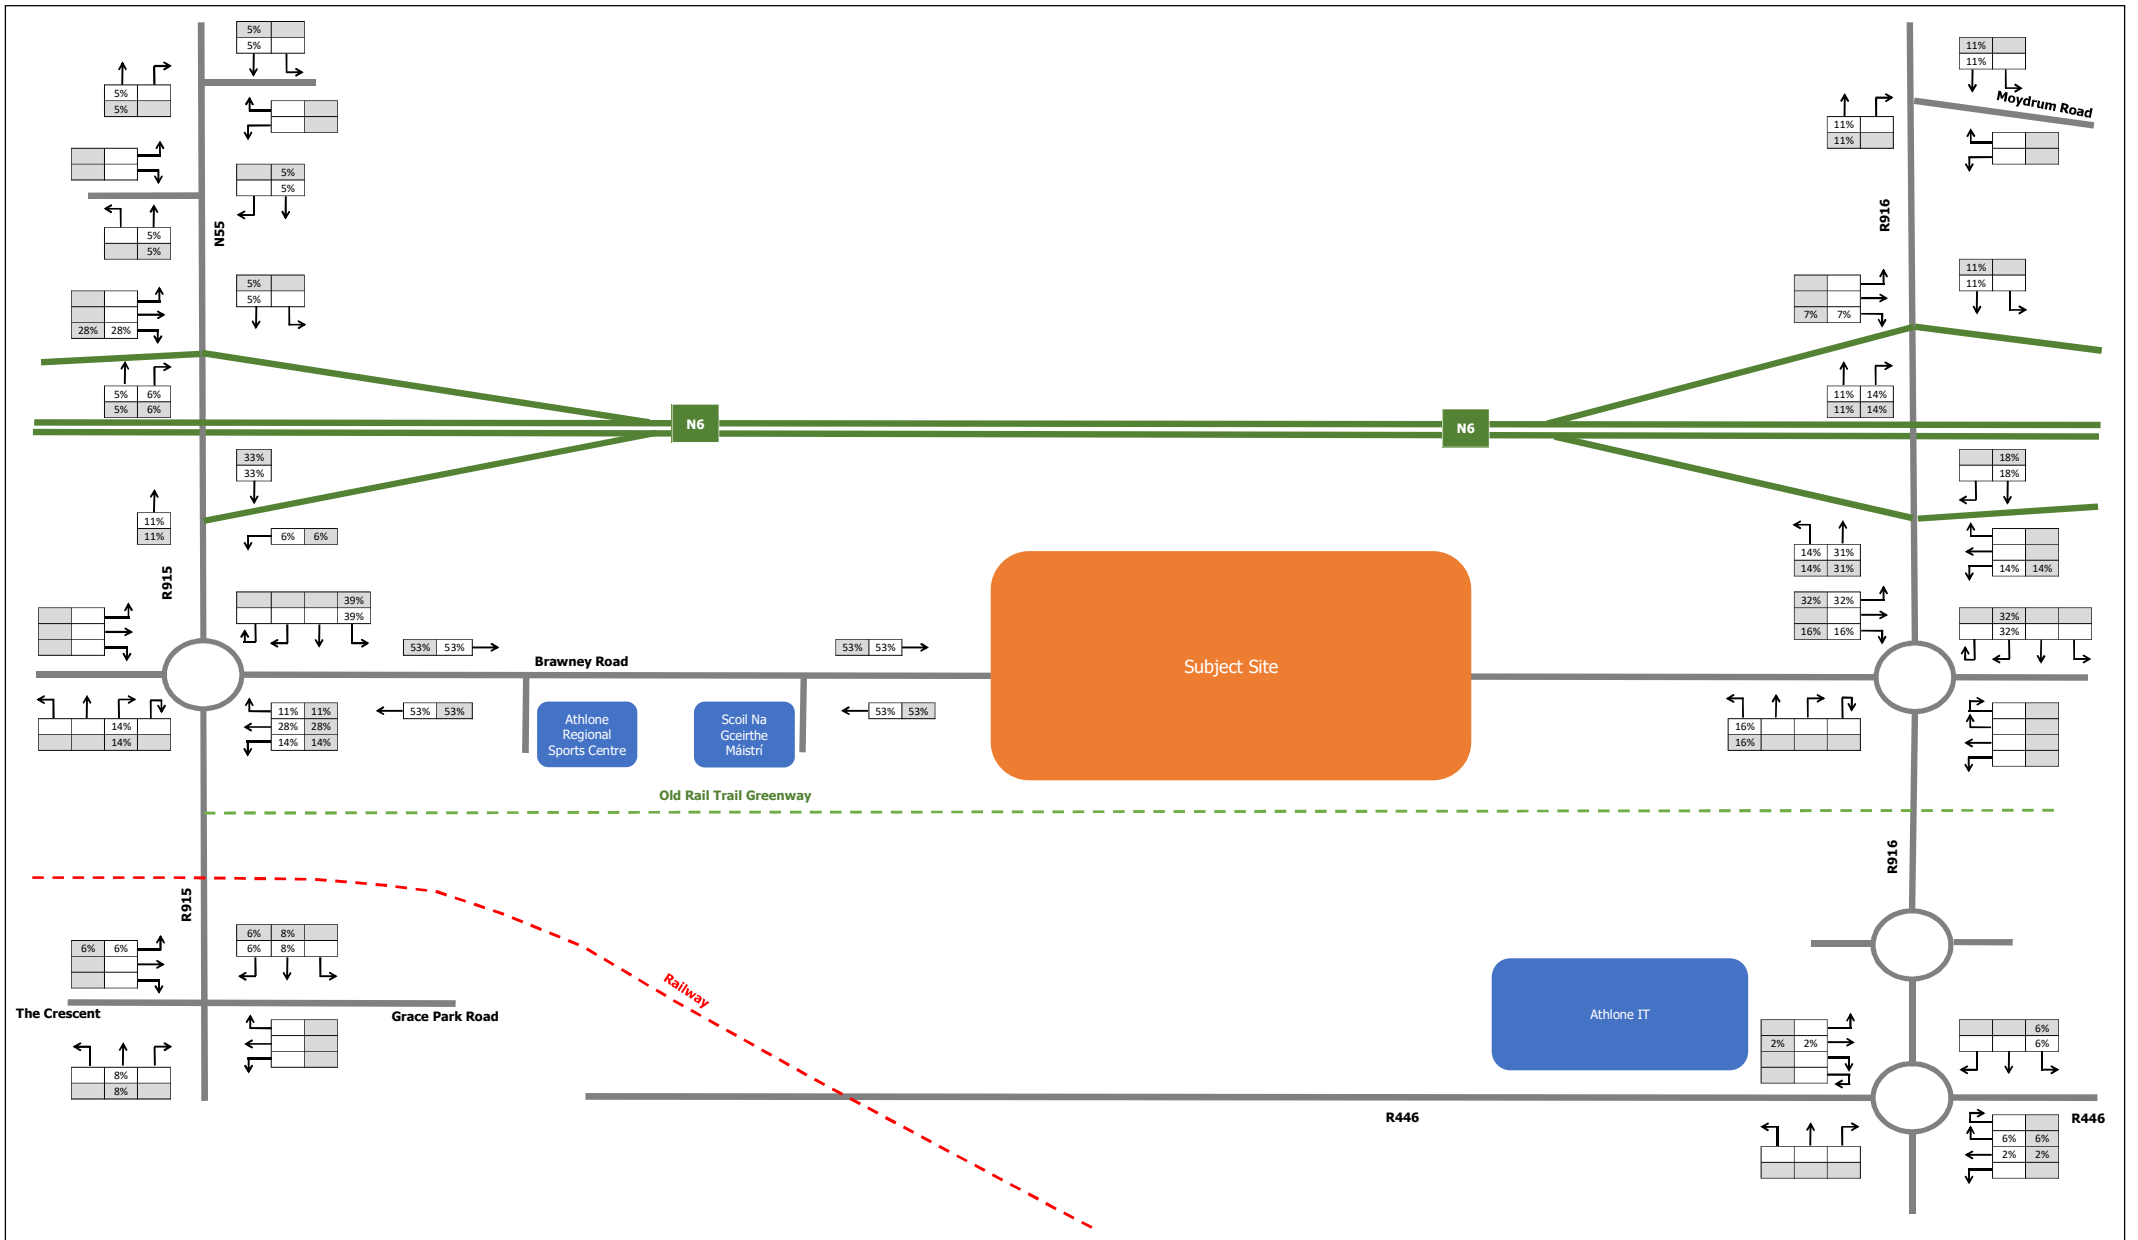 5%
5%
11%
11%
5%
5%
Moydrum Road
11%
11%
5%
5%
N55
R916
5%
5%
5%
5%
11%
11%
28% 28%
7% 7%
5% 6%
5% 6%
11% 14%
11% 14%
N6
N6
33%
33%
18%
18%
11%
11%
6% 6%
14% 31%
14% 31%
14% 14%
R915
39%
39%
32% 32%
16% 16%
32%
32%
53% 53%
53% 53%
Brawney Road
Subject Site
14%
14%
11% 11%
28% 28%
14% 14%
53% 53%
Athlone
Regional
Sports Centre
Scoil Na
Gceirthe
Máistrí
53% 53%
16%
16%
Old Rail Trail Greenway
R916
R915
6% 6%
6% 8%
6% 8%
Railway
The Crescent
Grace Park Road
Athlone IT
2% 2%
6%
6%
8%
8%
R446
R446
6% 6%
2% 2%